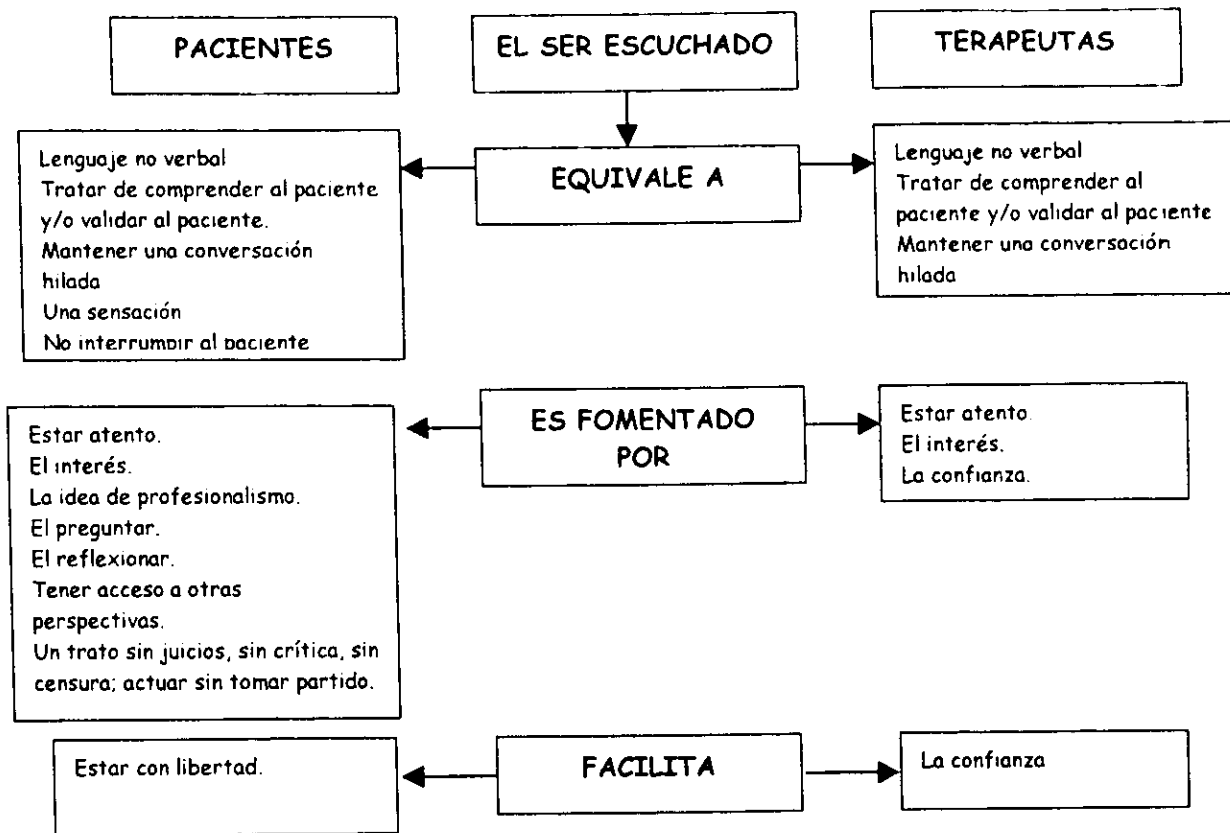 PACIENTES
EL SER ESCUCHADO
TERAPEUTAS
Lenguaje no verbal
Tratar de comprender al paciente
y/o validar al paciente.
Mantener una conversación
hilada
Una sensación
No interrumpir al paciente
EQUIVALE A
Lenguaje no verbal
Tratar de comprender al
paciente y/o validar al paciente
Mantener una conversación
hilada
Estar atento.
El interés.
La idea de profesionalismo.
El preguntar.
El reflexionar.
Tener acceso a otras
perspectivas.
Un trato sin juicios, sin crítica, sin
censura; actuar sin tomar partido.
ES FOMENTADO
POR
Estar atento
El interés.
La confianza.
Estar con libertad.
FACILITA
La confianza